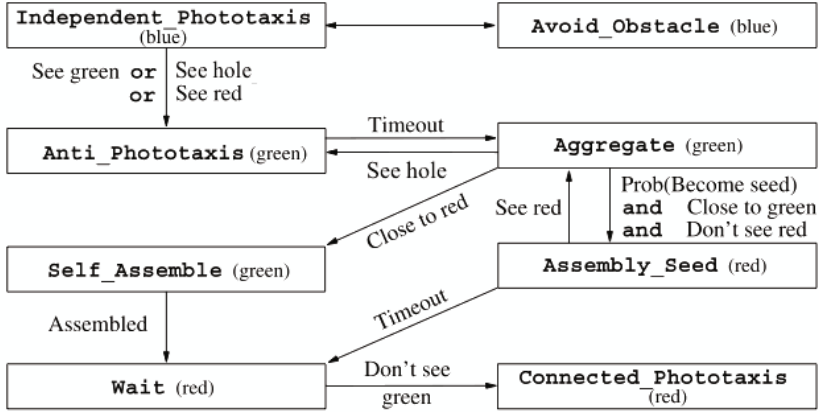 Independent_Phototaxis
(blue)
Avoid_Obstacle (blue)
See green or See hole
or See red
Timeout
Anti_Phototaxis (green)
Aggregate (green)
See hole
Close to red
See red
Prob(Become seed)
and Close to green
and Don't see red
Self_Assemble (green)
Assembly_Seed (red)
Assembled
Timeout
Don't see
green
Wait (red)
Connected_Phototaxis
(red)